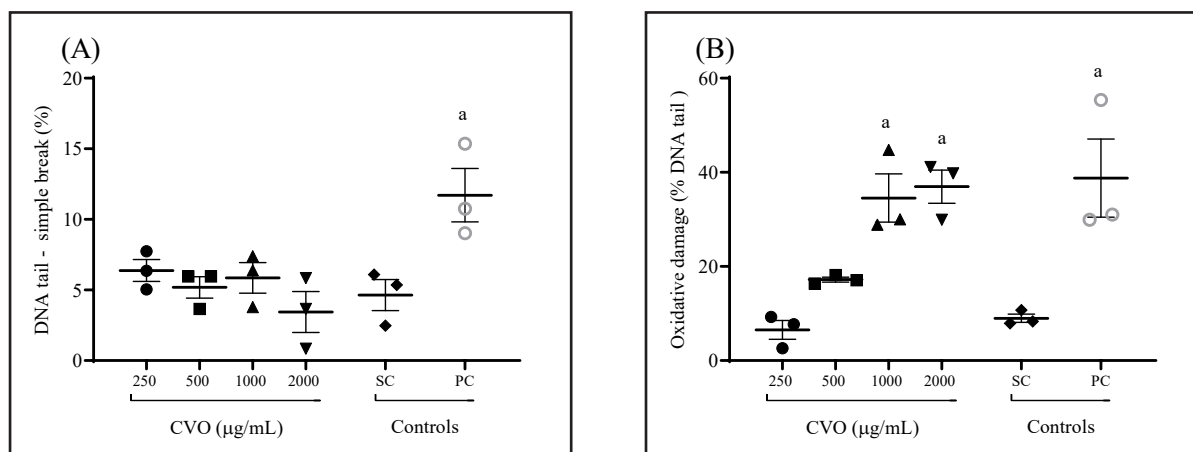 (A)
DNA tail - simple break (%)
20
15
10
5
0
a
250 500 1000 2000 SC PC
CVO (µg/mL) Controls
(B)
Oxidative damage (% DNA tail )
60
40
20
0
a a a
250 500 1000 2000 SC PC
CVO (µg/mL) Controls